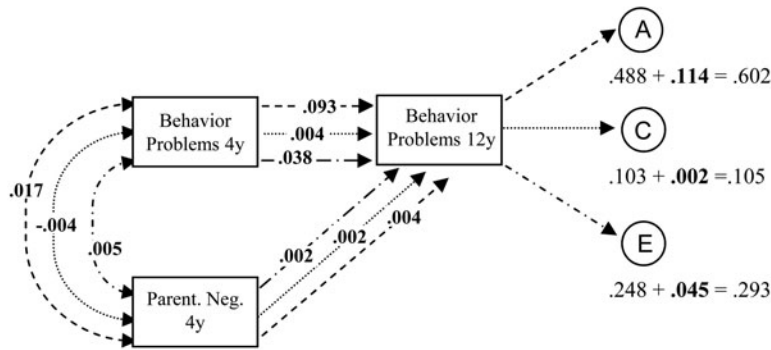 A
.488 + .114 = .602
Behavior
Problems 4y
.093
.004
.038
Behavior
Problems 12y
C
.103 + .002 = .105
.017
-.004
.005
.002
.002
.004
E
.248 + .045 = .293
Parent. Neg.
4y